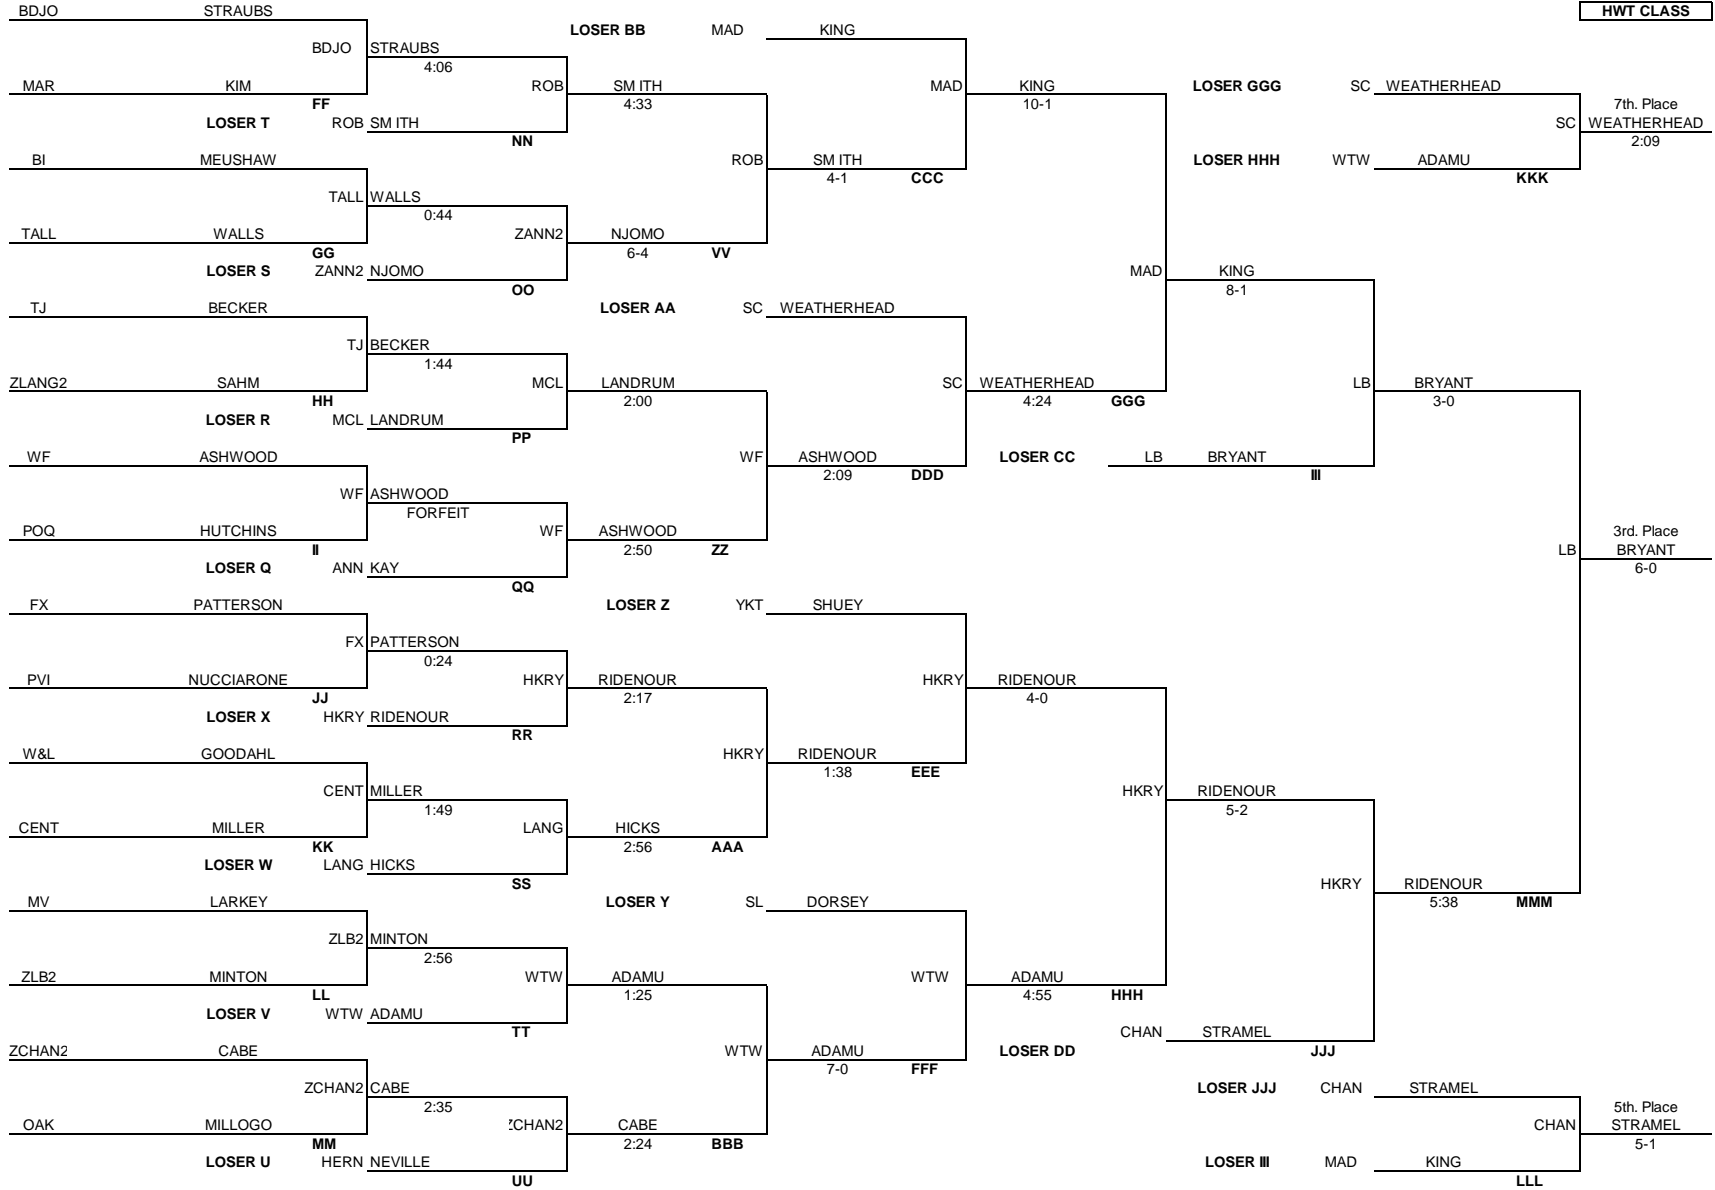 BDJO STRAUBS HWT CLASS
LOSER BB MAD KING
BDJO STRAUBS
4:06
MAR KIM ROB SM ITH MAD KING LOSER GGG SC WEATHERHEAD
FF 4:33 10-1 7th. Place
LOSER T ROB SM ITH SC WEATHERHEAD
NN 2:09
BI MEUSHAW ROB SM ITH LOSER HHH WTW ADAMU
4-1 CCC KKK
TALL WALLS
0:44
TALL WALLS ZANN2 NJOMO
GG 6-4 VV
LOSER S ZANN2 NJOMO MAD KING
OO 8-1
TJ BECKER LOSER AA SC WEATHERHEAD
TJ BECKER
1:44
ZLANG2 SAHM MCL LANDRUM SC WEATHERHEAD LB BRYANT
HH 2:00 4:24 GGG 3-0
LOSER R MCL LANDRUM
PP
WF ASHWOOD WF ASHWOOD LOSER CC LB BRYANT
2:09 DDD III
WF ASHWOOD
FORFEIT
POQ HUTCHINS WF ASHWOOD 3rd. Place
II 2:50 ZZ LB BRYANT
LOSER Q ANN KAY 6-0
QQ
FX PATTERSON LOSER Z YKT SHUEY
FX PATTERSON
0:24
PVI NUCCIARONE HKRY RIDENOUR HKRY RIDENOUR
JJ 2:17 4-0
LOSER X HKRY RIDENOUR
RR
W&L GOODAHL HKRY RIDENOUR
1:38 EEE
CENT MILLER HKRY RIDENOUR
1:49 5-2
CENT MILLER LANG HICKS
KK 2:56 AAA
LOSER W LANG HICKS
SS HKRY RIDENOUR
MV LARKEY LOSER Y SL DORSEY 5:38 MMM
ZLB2 MINTON
2:56
ZLB2 MINTON WTW ADAMU WTW ADAMU
LL 1:25 4:55 HHH
LOSER V WTW ADAMU
TT CHAN STRAMEL
ZCHAN2 CABE WTW ADAMU LOSER DD JJJ
7-0 FFF
ZCHAN2 CABE LOSER JJJ CHAN STRAMEL
2:35 5th. Place
OAK MILLOGO ZCHAN2 CABE CHAN STRAMEL
MM 2:24 BBB 5-1
LOSER U HERN NEVILLE LOSER III MAD KING
UU LLL